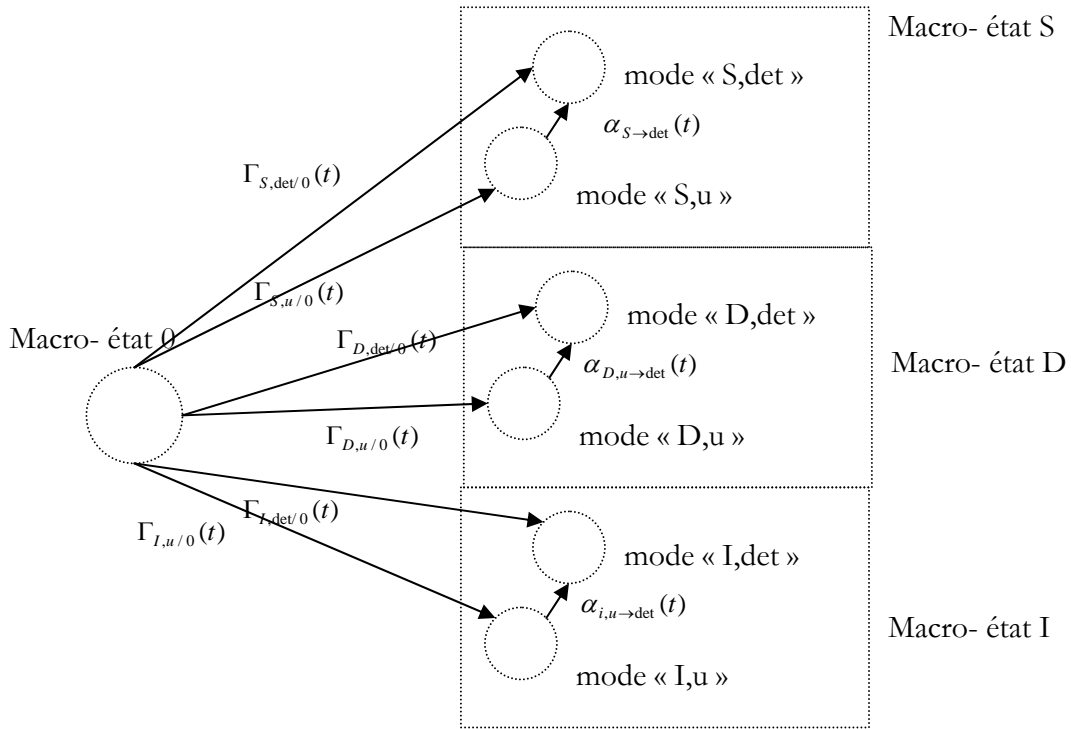 Macro- état S
mode « S,det »
α_{S→det}(t)
Γ_{S,det/0}(t)
mode « S,u »
Γ_{S,u/0}(t)
mode « D,det »
Macro- état 0
Γ_{D,det/0}(t)
α_{D,u→det}(t)
Macro- état D
Γ_{D,u/0}(t)
mode « D,u »
Γ_{I,det/0}(t)
Γ_{I,u/0}(t)
mode « I,det »
α_{i,u→det}(t)
Macro- état I
mode « I,u »